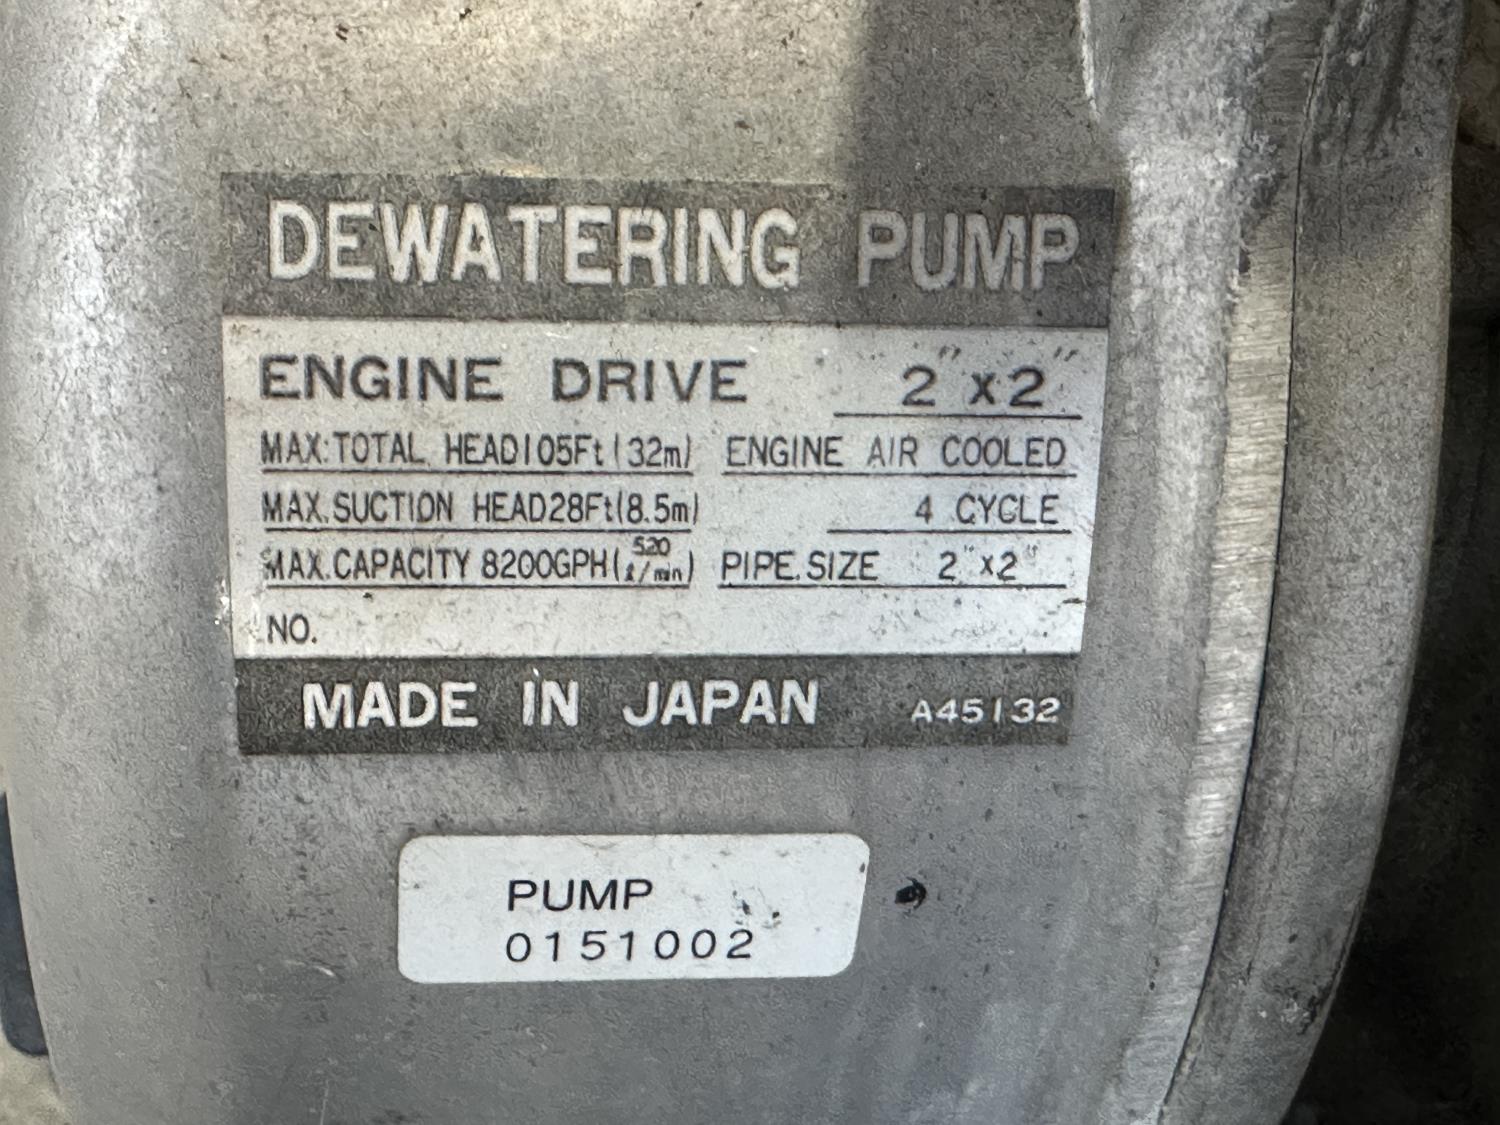 DEWATERING PUMP
ENGINE DRIVE 2"x2"
MAX.TOTAL HEAD105Ft(32m) ENGINE AIR COOLED
MAX.SUCTION HEAD28Ft(8.5m) 4 CYCLE
MAX.CAPACITY 8200GPH(520 ℓ/min) PIPE.SIZE 2"x2"
NO.
MADE IN JAPAN A45132
PUMP
0151002